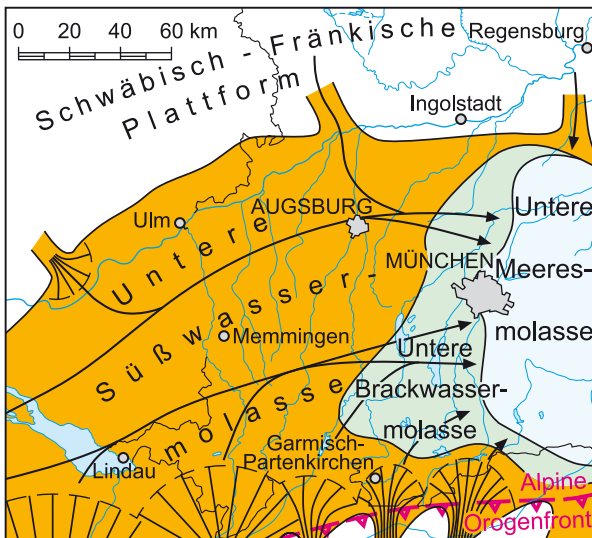 0 20 40 60 km
Schwäbisch - Fränkische
Plattform
Regensburg
Ingolstadt
Ulm
AUGSBURG
MÜNCHEN
Memmingen
Lindau
Garmisch-
Partenkirchen
Untere
Süßwasser-
molasse
Untere
Brackwasser-
molasse
Untere
Meeres-
molasse
Alpine
Orogenfront